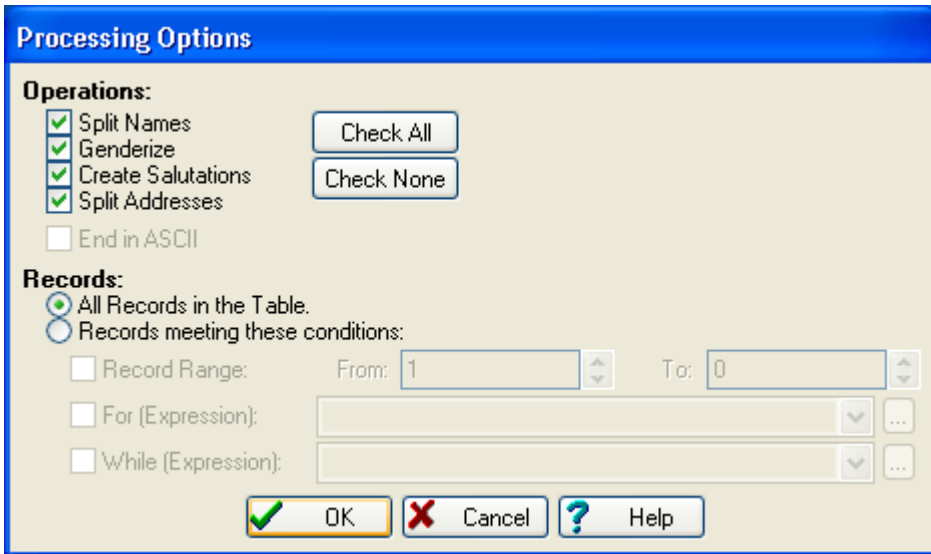 Processing Options
Operations:
Split Names
Genderize
Create Salutations
Split Addresses
Check All
Check None
End in ASCII
Records:
All Records in the Table.
Records meeting these conditions:
Record Range: From: 1 To: 0
For (Expression): ...
While (Expression): ...
OK Cancel ? Help